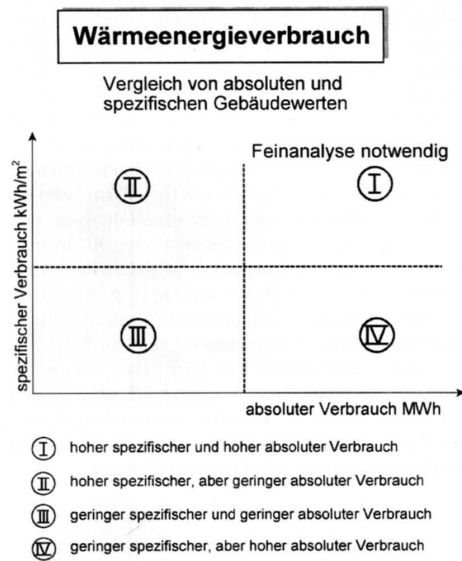 Wärmeenergieverbrauch
Vergleich von absoluten und
spezifischen Gebäudewerten
Feinanalyse notwendig
II
I
III
IV
spezifischer Verbrauch kWh/m²
absoluter Verbrauch MWh
I hoher spezifischer und hoher absoluter Verbrauch
II hoher spezifischer, aber geringer absoluter Verbrauch
III geringer spezifischer und geringer absoluter Verbrauch
IV geringer spezifischer, aber hoher absoluter Verbrauch